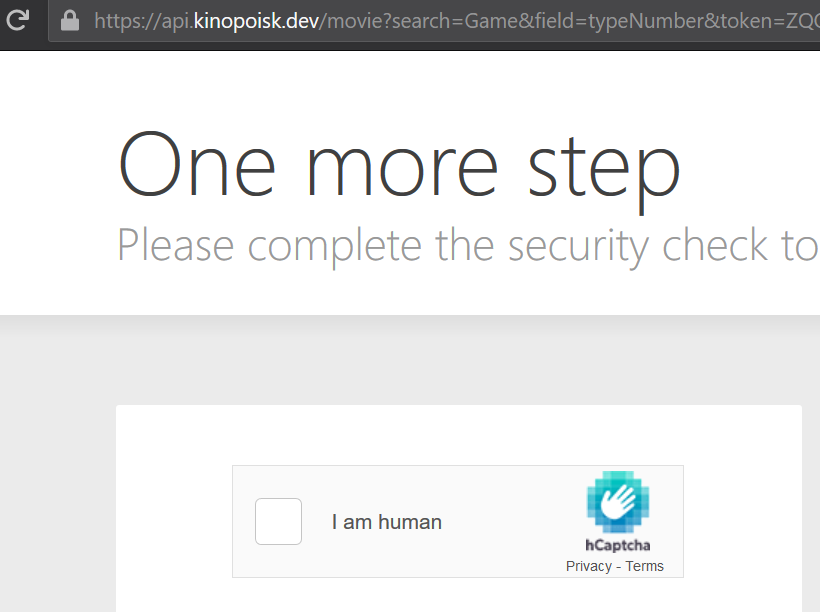 https://api.kinopoisk.dev/movie?search=Game&field=typeNumber&token=ZQ
One more step
Please complete the security check to
I am human
hCaptcha
Privacy - Terms